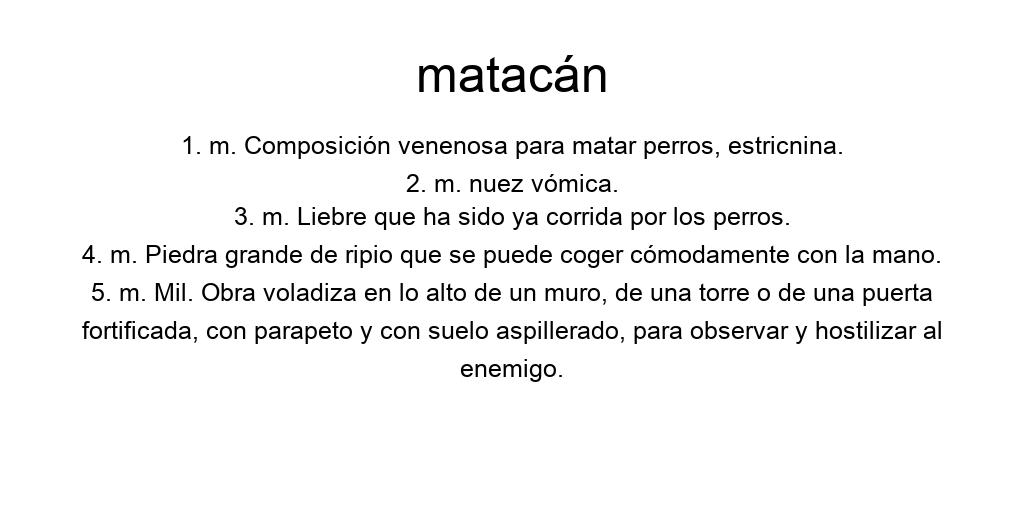 matacán
1. m. Composición venenosa para matar perros, estricnina.
2. m. nuez vómica.
3. m. Liebre que ha sido ya corrida por los perros.
4. m. Piedra grande de ripio que se puede coger cómodamente con la mano.
5. m. Mil. Obra voladiza en lo alto de un muro, de una torre o de una puerta
fortificada, con parapeto y con suelo aspillerado, para observar y hostilizar al
enemigo.